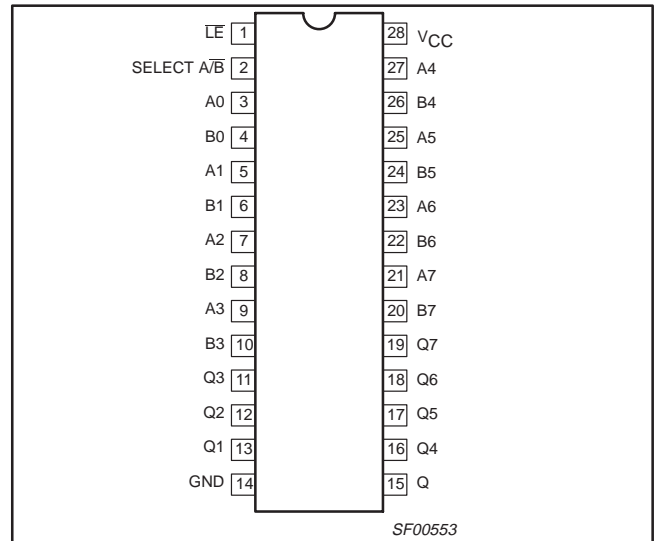 L̅E̅ 1 28 VCC
SELECT A/B̅ 2 27 A4
A0 3 26 B4
B0 4 25 A5
A1 5 24 B5
B1 6 23 A6
A2 7 22 B6
B2 8 21 A7
A3 9 20 B7
B3 10 19 Q7
Q3 11 18 Q6
Q2 12 17 Q5
Q1 13 16 Q4
GND 14 15 Q
SF00553